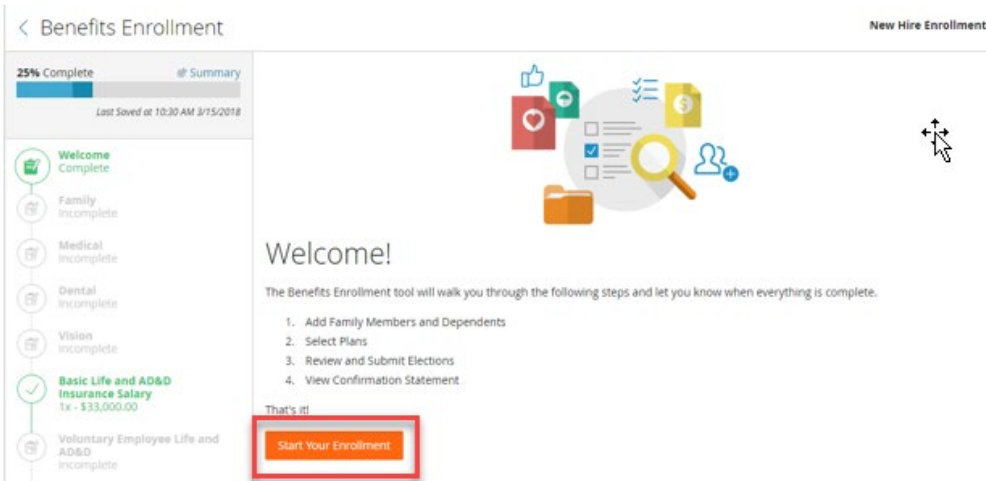 Benefits Enrollment
New Hire Enrollment
25% Complete
Summary
Last Saved at 10:30 AM 3/15/2018
Welcome
Complete
Family
Incomplete
Medical
Incomplete
Dental
Incomplete
Vision
Incomplete
Basic Life and AD&D
Insurance Salary
1x - $33,000.00
Voluntary Employee Life and
AD&D
Incomplete
Welcome!
The Benefits Enrollment tool will walk you through the following steps and let you know when everything is complete.
1. Add Family Members and Dependents
2. Select Plans
3. Review and Submit Elections
4. View Confirmation Statement
That's it!
Start Your Enrollment